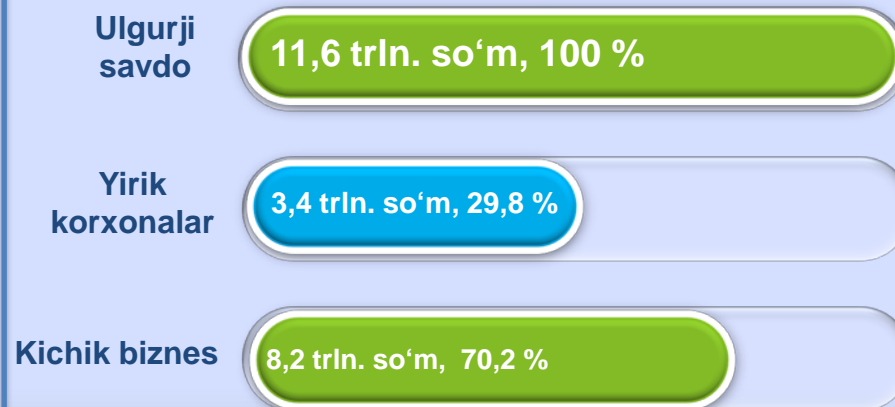 Ulgurji
savdo
11,6 trln. so‘m, 100 %
Yirik
korxonalar
3,4 trln. so‘m, 29,8 %
Kichik biznes
8,2 trln. so‘m, 70,2 %